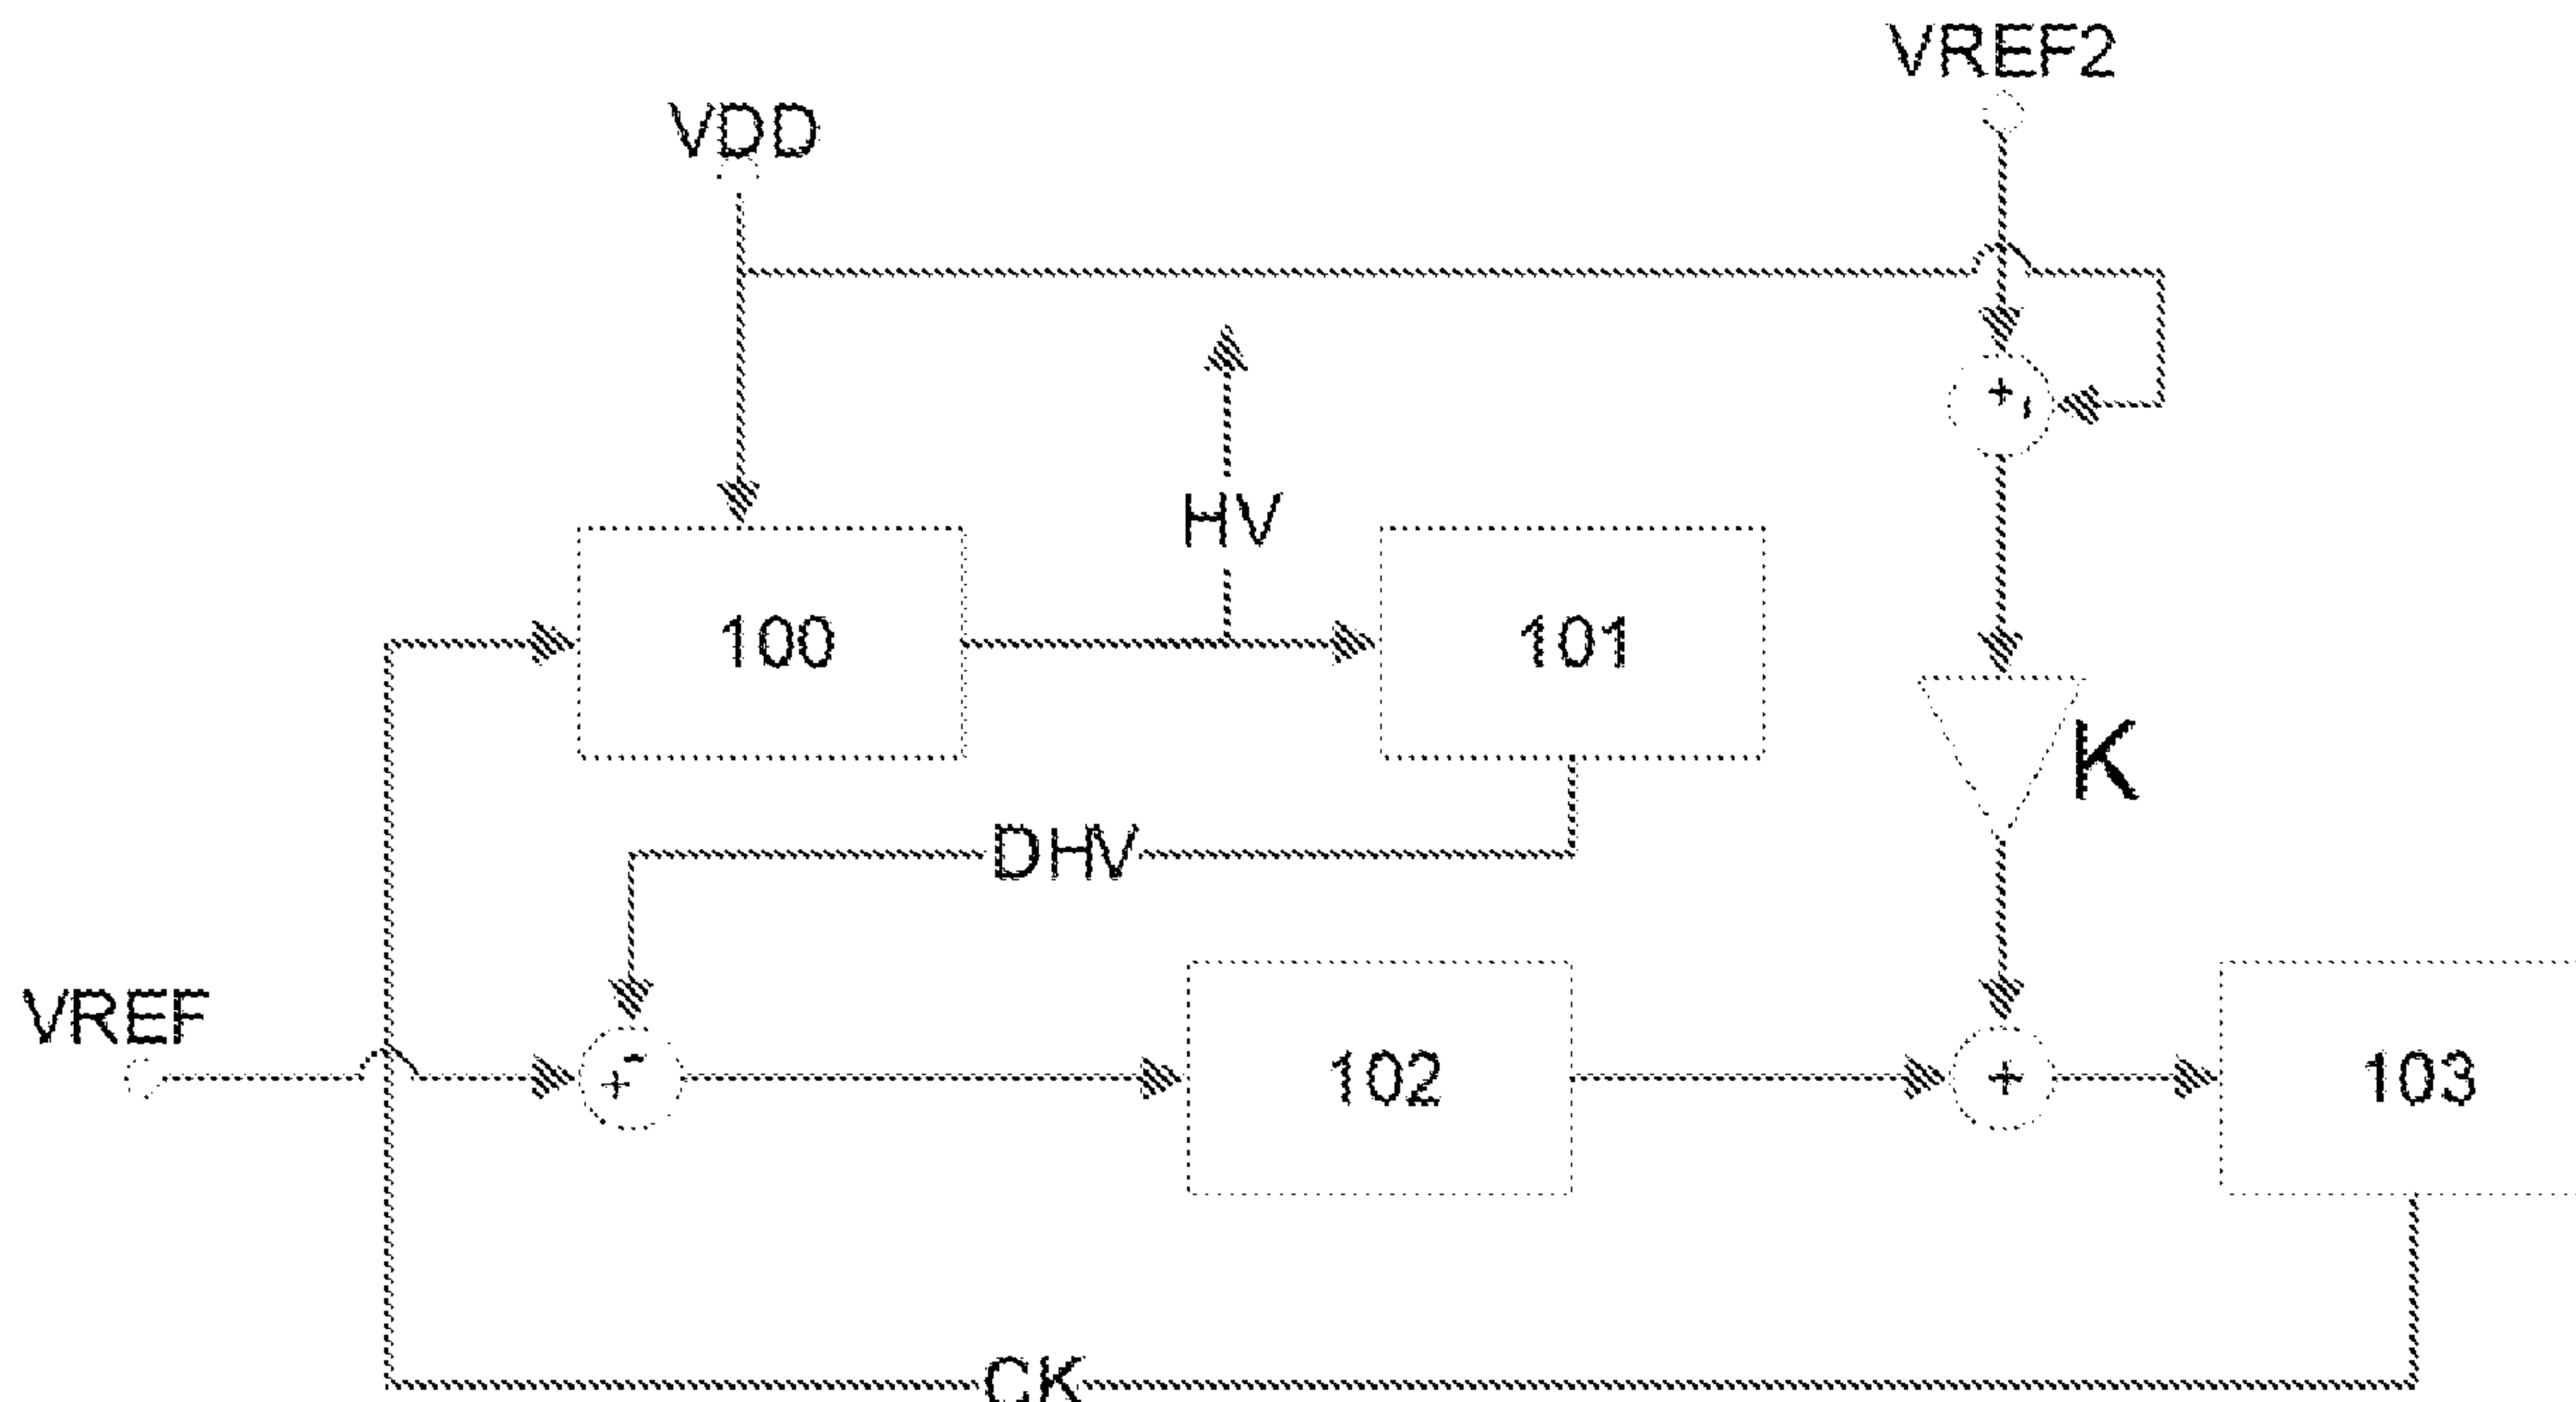 VREF2
VDD
HV
100
101
K
DHV
VREF
102
103
CK
+
-
+
-
+